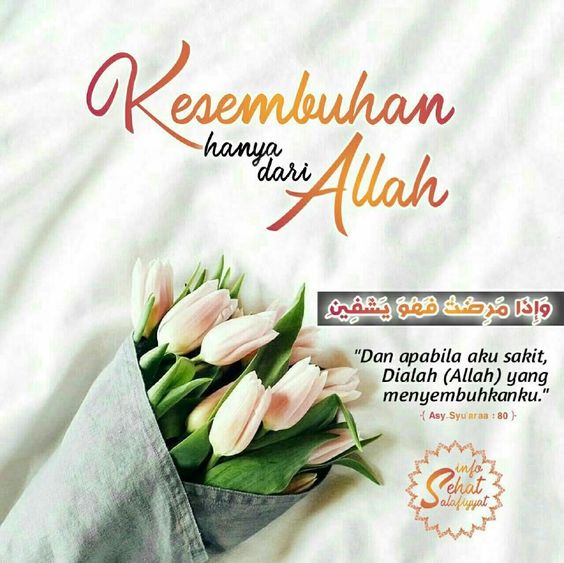 Kesembuhan
hanya
dari
Allah
وَإِذَا مَرِضْتُ فَهُوَ يَشْفِينِ
"Dan apabila aku sakit,
Dialah (Allah) yang
menyembuhkanku."
-{ Asy-Syu'araa : 80 }-
info
Sehat
Salafiyyat